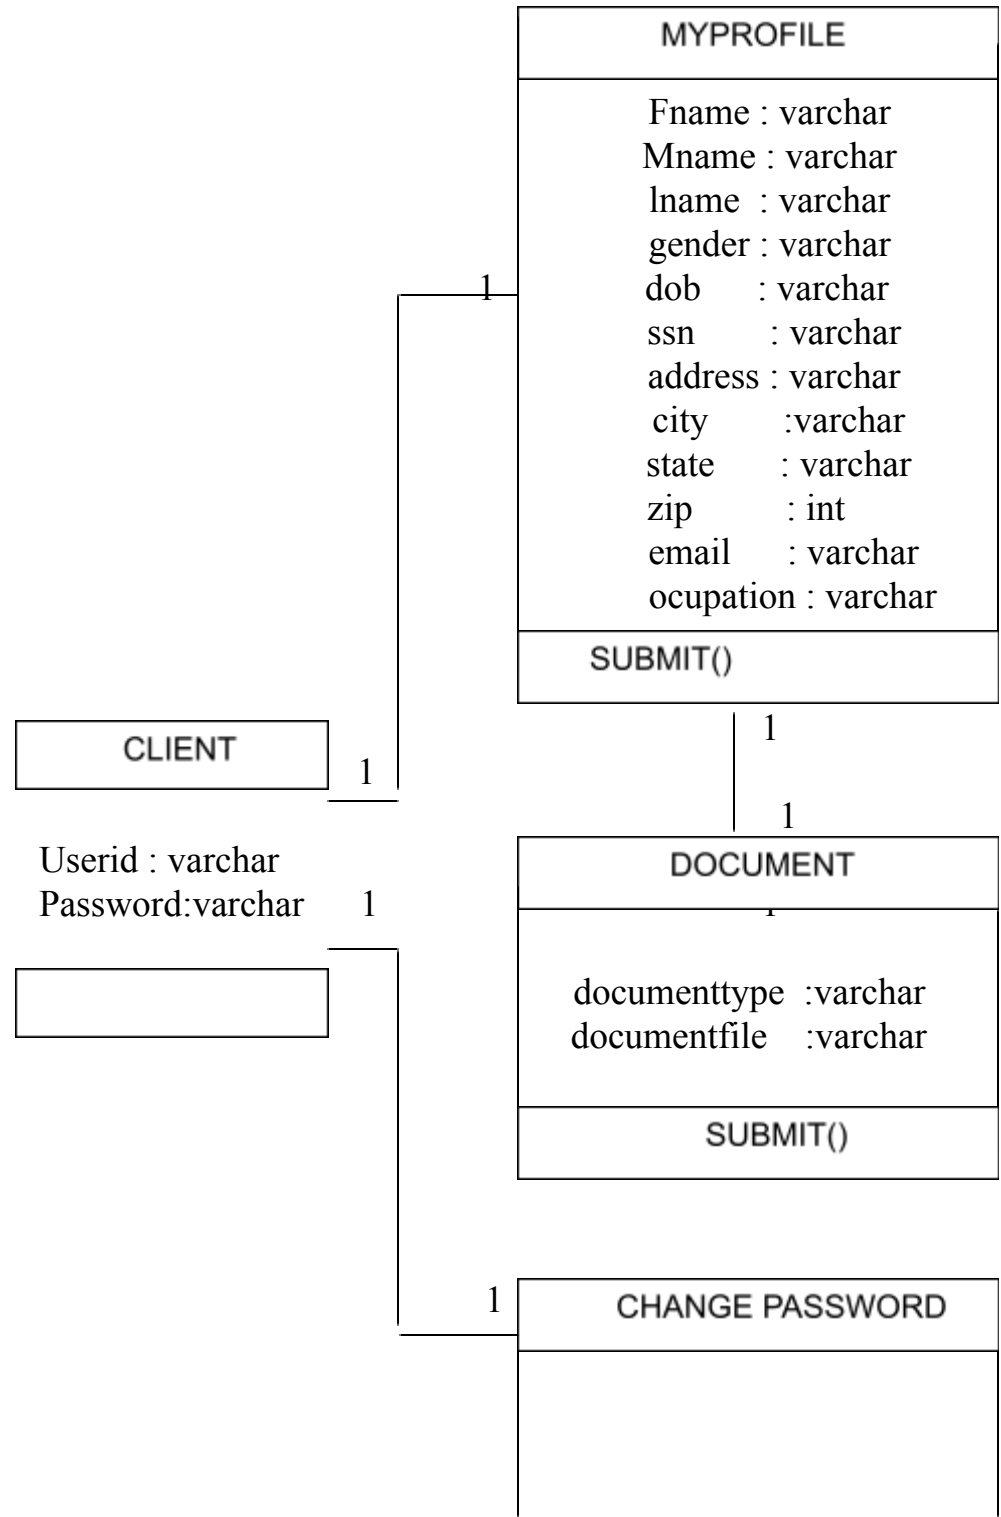 MYPROFILE
Fname : varchar
Mname : varchar
lname : varchar
gender : varchar
dob : varchar
ssn : varchar
address : varchar
city :varchar
state : varchar
zip : int
email : varchar
ocupation : varchar
SUBMIT()
1
1
1
CLIENT
1
Userid : varchar
Password:varchar
1
DOCUMENT
documenttype :varchar
documentfile :varchar
SUBMIT()
1
CHANGE PASSWORD